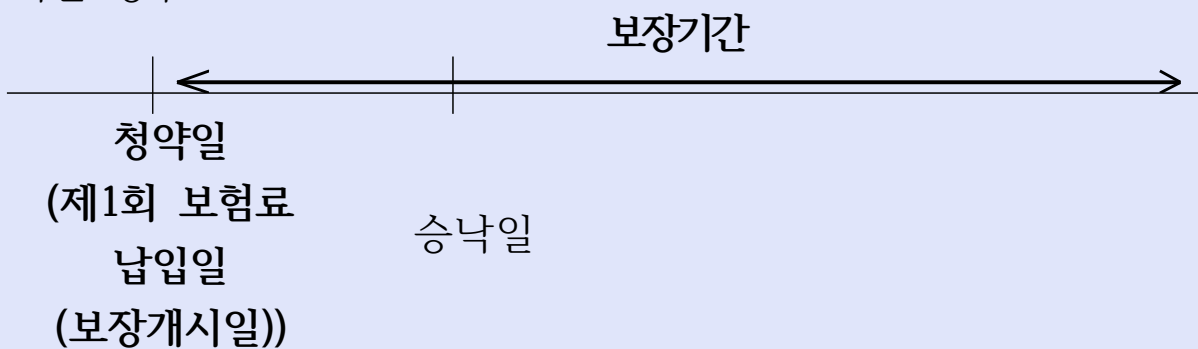 보장기간
청약일
(제1회 보험료
납입일
(보장개시일))
승낙일